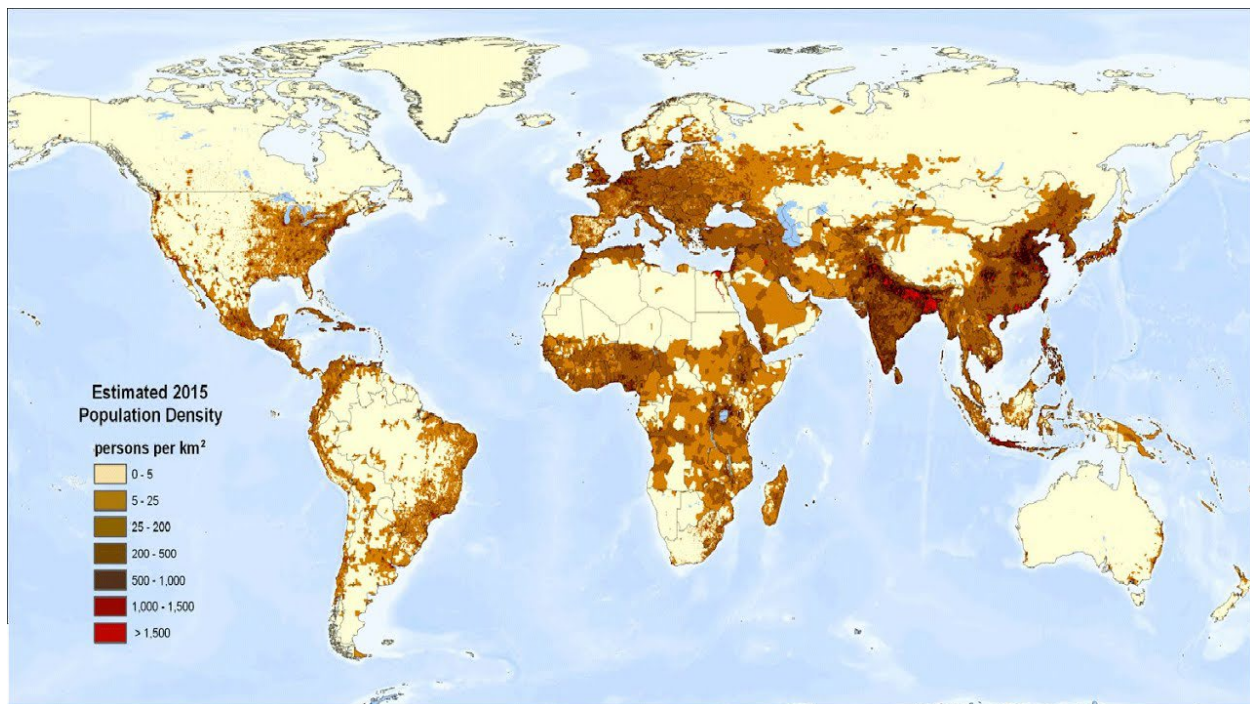 Estimated 2015
Population Density
persons per km²
0 - 5
5 - 25
25 - 200
200 - 500
500 - 1,000
1,000 - 1,500
> 1,500